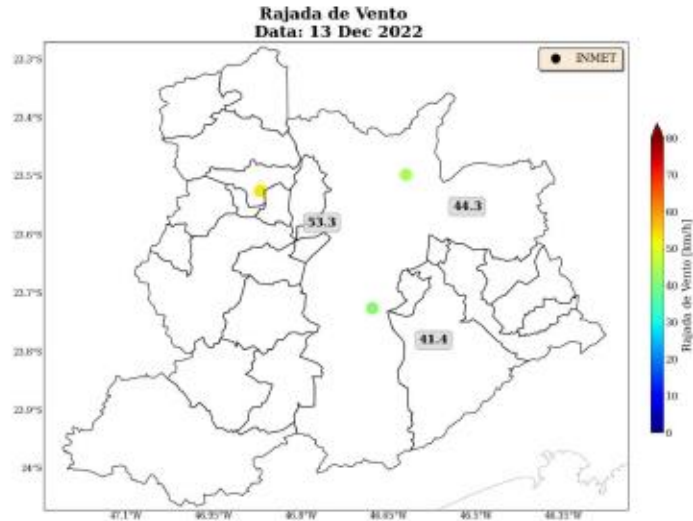 Rajada de Vento
Data: 13 Dec 2022
INMET
23.3°S
23.4°S
23.5°S
23.6°S
23.7°S
23.8°S
23.9°S
24°S
47.1°W
46.95°W
46.8°W
46.65°W
46.5°W
46.35°W
53.3
44.3
41.4
80
70
60
50
40
30
20
10
0
Rajada de Vento [km/h]